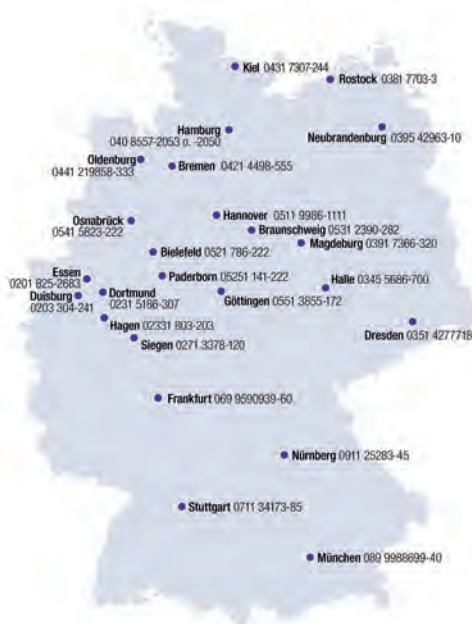 Kiel 0431 7307-244
Rostock 0381 7703-3
Hamburg
040 8557-2053 o. -2050
Neubrandenburg 0395 42963-10
Oldenburg
0441 219858-333
Bremen 0421 4498-555
Osnabrück
0541 5823-222
Hannover 0511 9986-1111
Braunschweig 0531 2390-282
Magdeburg 0391 7366-320
Bielefeld 0521 786-222
Essen
0201 825-2683
Paderborn 05251 141-222
Halle 0345 5686-700
Duisburg
0203 304-241
Dortmund
0231 5186-307
Göttingen 0551 3855-172
Hagen 02331 803-203
Dresden 0351 4277718
Siegen 0271 3378-120
Frankfurt 069 9590939-60
Nürnberg 0911 25283-45
Stuttgart 0711 34173-85
München 089 9988699-40